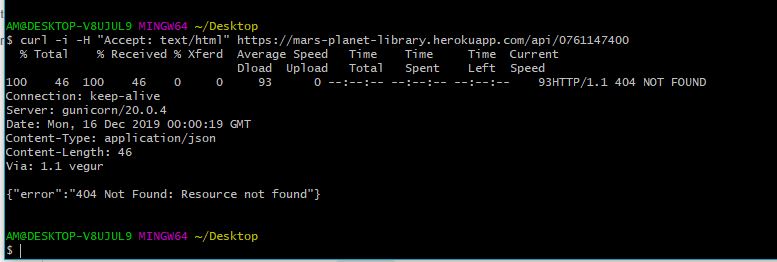 AM@DESKTOP-V8UJUL9 MINGW64 ~/Desktop
$ curl -i -H "Accept: text/html" https://mars-planet-library.herokuapp.com/api/0761147400
% Total % Received % Xferd Average Speed Time Time Time Current
Dload Upload Total Spent Left Speed
100 46 100 46 0 0 93 0 --:--:-- --:--:-- --:--:-- 93HTTP/1.1 404 NOT FOUND
Connection: keep-alive
Server: gunicorn/20.0.4
Date: Mon, 16 Dec 2019 00:00:19 GMT
Content-Type: application/json
Content-Length: 46
Via: 1.1 vegur
{"error":"404 Not Found: Resource not found"}
AM@DESKTOP-V8UJUL9 MINGW64 ~/Desktop
$